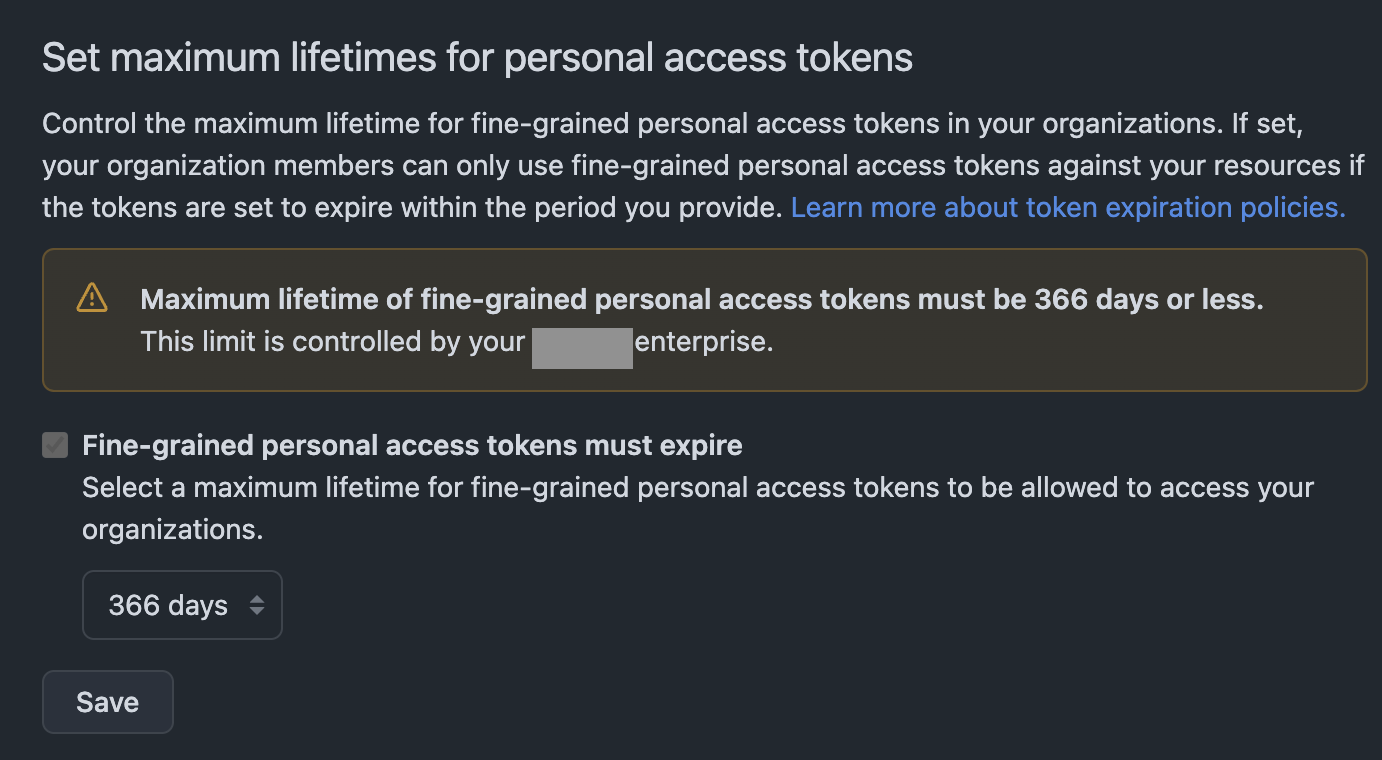 Set maximum lifetimes for personal access tokens
Control the maximum lifetime for fine-grained personal access tokens in your organizations. If set,
your organization members can only use fine-grained personal access tokens against your resources if
the tokens are set to expire within the period you provide. Learn more about token expiration policies.
Maximum lifetime of fine-grained personal access tokens must be 366 days or less.
This limit is controlled by your enterprise.
Fine-grained personal access tokens must expire
Select a maximum lifetime for fine-grained personal access tokens to be allowed to access your
organizations.
366 days
Save